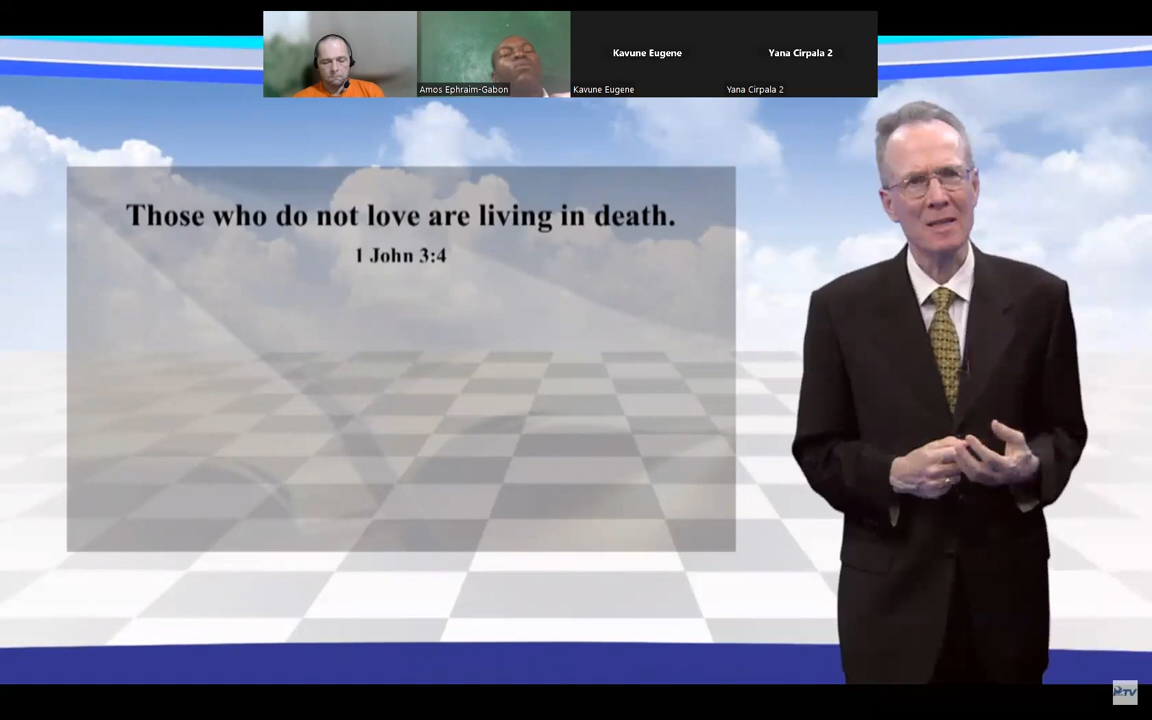 Kavune Eugene
Yana Cirpala 2
Amos Ephraim-Gabon
Kavune Eugene
Yana Cirpala 2
Those who do not love are living in death.
1 John 3:4
TV